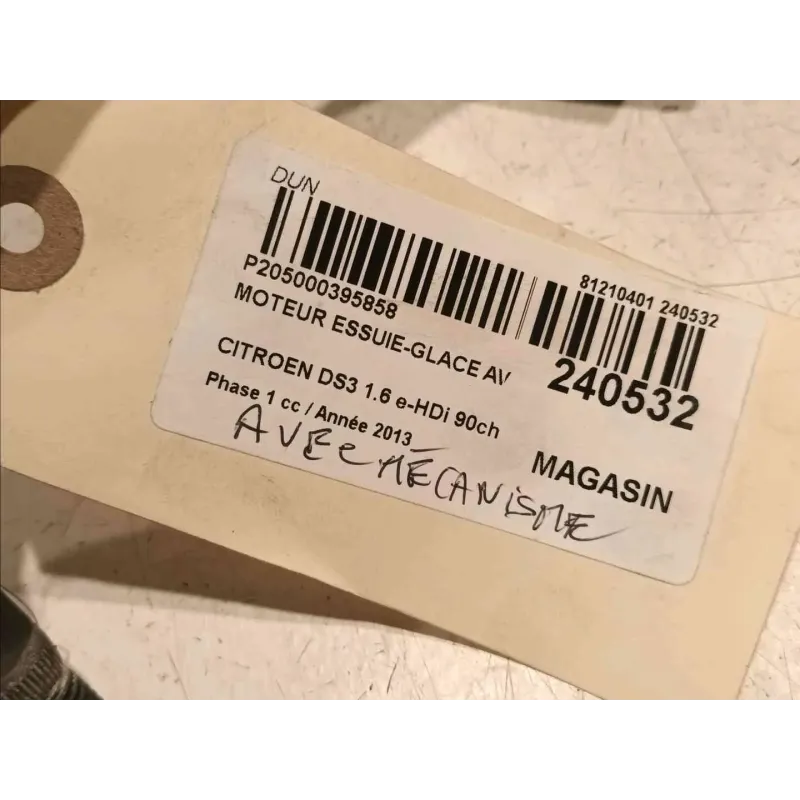 DUN
81210401 240532
P205000395858
MOTEUR ESSUIE-GLACE AV
240532
CITROEN DS3 1.6 e-HDi 90ch
Phase 1 cc / Année 2013
MAGASIN
AVEC MÉCANISME